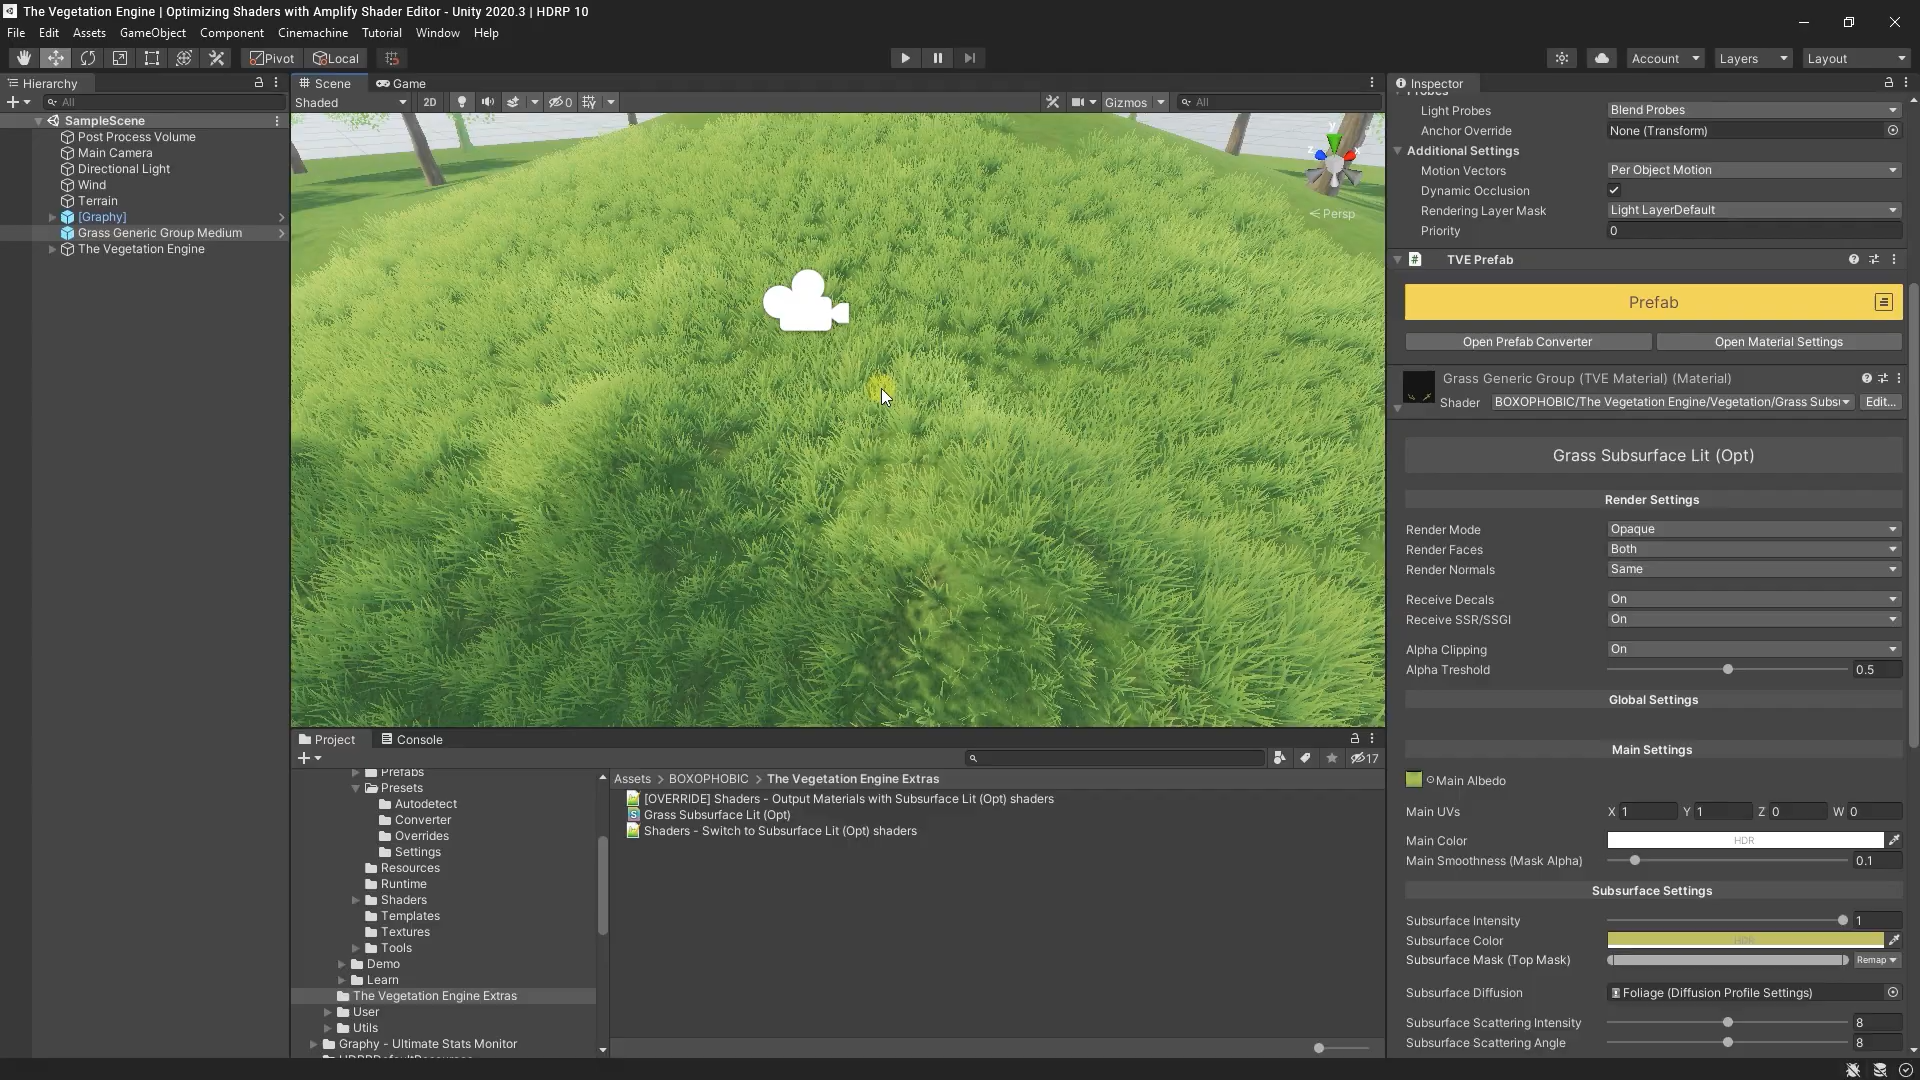 The Vegetation Engine | Optimizing Shaders with Amplify Shader Editor - Unity 2020.3 | HDRP 10
File Edit Assets GameObject Component Cinemachine Tutorial Window Help
Pivot Local
Account Layers Layout
Hierarchy
All
SampleScene
Post Process Volume
Main Camera
Directional Light
Wind
Terrain
[Graphy]
Grass Generic Group Medium
The Vegetation Engine
Scene Game
Shaded 2D 0 Gizmos All
y
z x
Persp
Project Console
17
Prefabs
Presets
Autodetect
Converter
Overrides
Settings
Resources
Runtime
Shaders
Templates
Textures
Tools
Demo
Learn
The Vegetation Engine Extras
User
Utils
Graphy - Ultimate Stats Monitor
HDRPDefaultResources
Assets > BOXOPHOBIC > The Vegetation Engine Extras
[OVERRIDE] Shaders - Output Materials with Subsurface Lit (Opt) shaders
Grass Subsurface Lit (Opt)
Shaders - Switch to Subsurface Lit (Opt) shaders
Inspector
Probes
Light Probes Blend Probes
Anchor Override None (Transform)
Additional Settings
Motion Vectors Per Object Motion
Dynamic Occlusion
Rendering Layer Mask Light LayerDefault
Priority 0
TVE Prefab
Prefab
Open Prefab Converter Open Material Settings
Grass Generic Group (TVE Material) (Material)
Shader BOXOPHOBIC/The Vegetation Engine/Vegetation/Grass Subsu Edit...
Grass Subsurface Lit (Opt)
Render Settings
Render Mode Opaque
Render Faces Both
Render Normals Same
Receive Decals On
Receive SSR/SSGI On
Alpha Clipping On
Alpha Treshold 0.5
Global Settings
Main Settings
Main Albedo
Main UVs X 1 Y 1 Z 0 W 0
Main Color HDR
Main Smoothness (Mask Alpha) 0.1
Subsurface Settings
Subsurface Intensity 1
Subsurface Color HDR
Subsurface Mask (Top Mask) Remap
Subsurface Diffusion Foliage (Diffusion Profile Settings)
Subsurface Scattering Intensity 8
Subsurface Scattering Angle 8